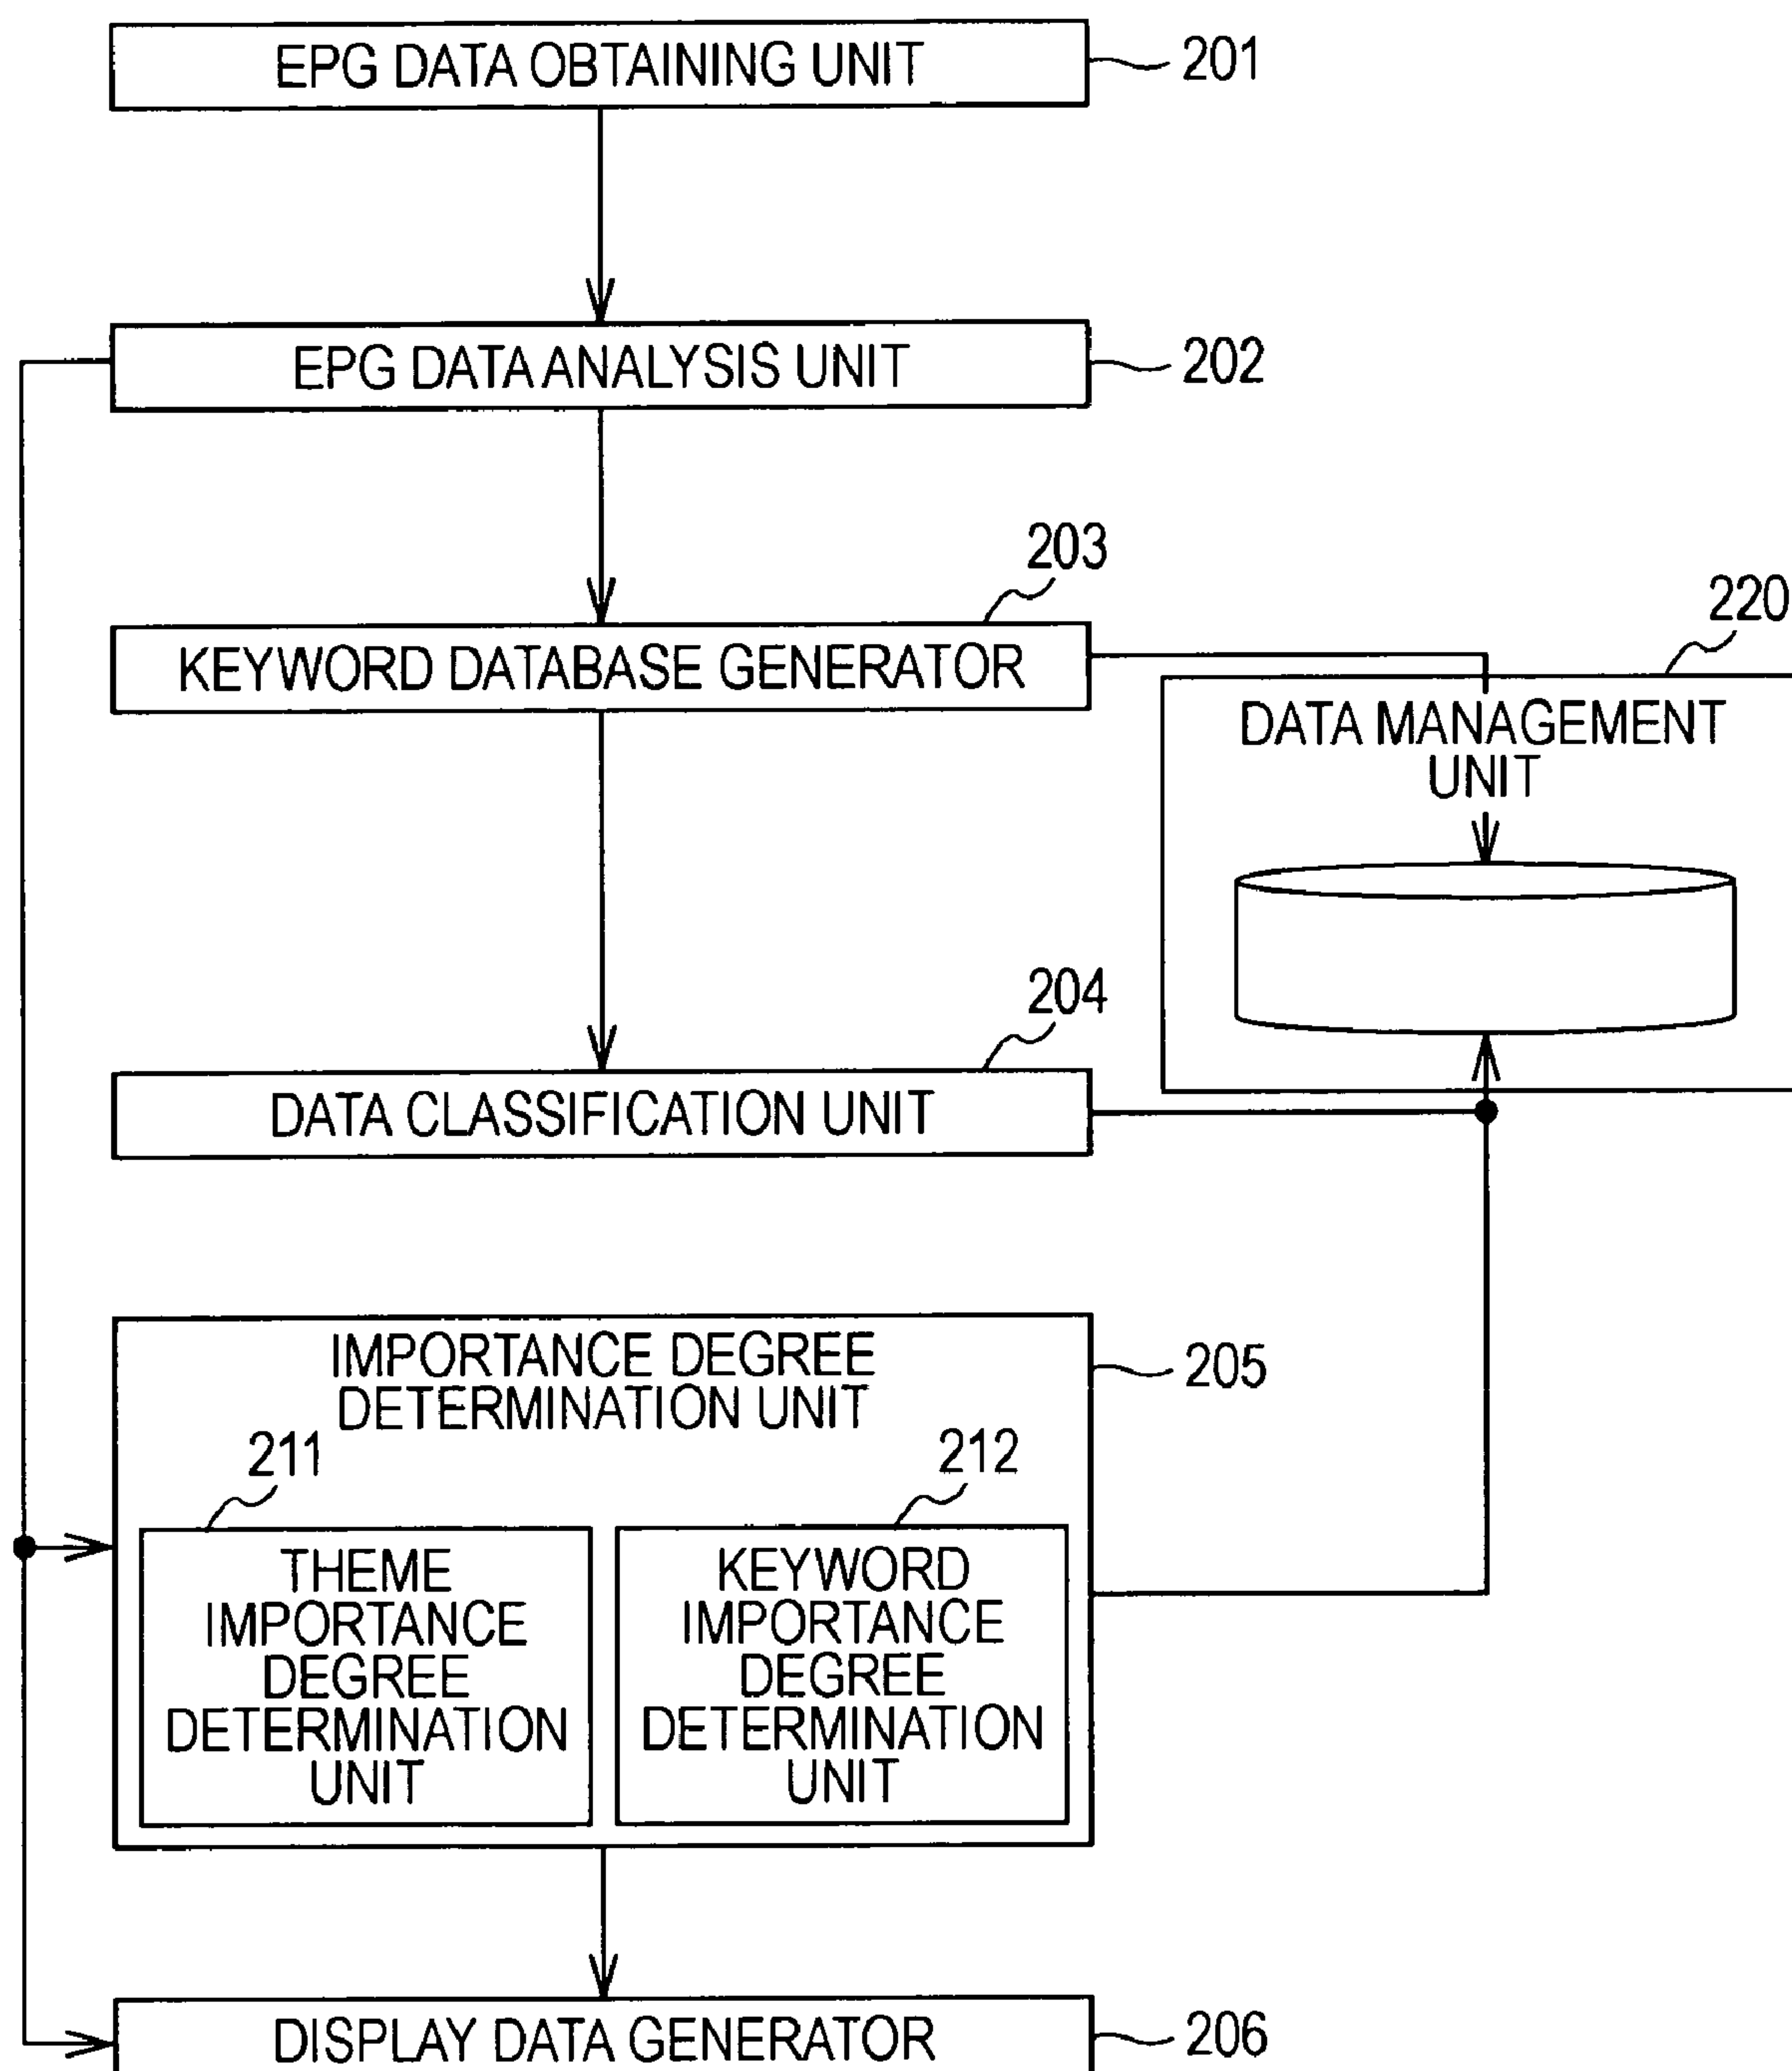 EPG DATA OBTAINING UNIT
201
EPG DATA ANALYSIS UNIT
202
203
KEYWORD DATABASE GENERATOR
220
DATA MANAGEMENT
UNIT
204
DATA CLASSIFICATION UNIT
IMPORTANCE DEGREE
DETERMINATION UNIT
205
211
THEME
IMPORTANCE
DEGREE
DETERMINATION
UNIT
212
KEYWORD
IMPORTANCE
DEGREE
DETERMINATION
UNIT
DISPLAY DATA GENERATOR
206